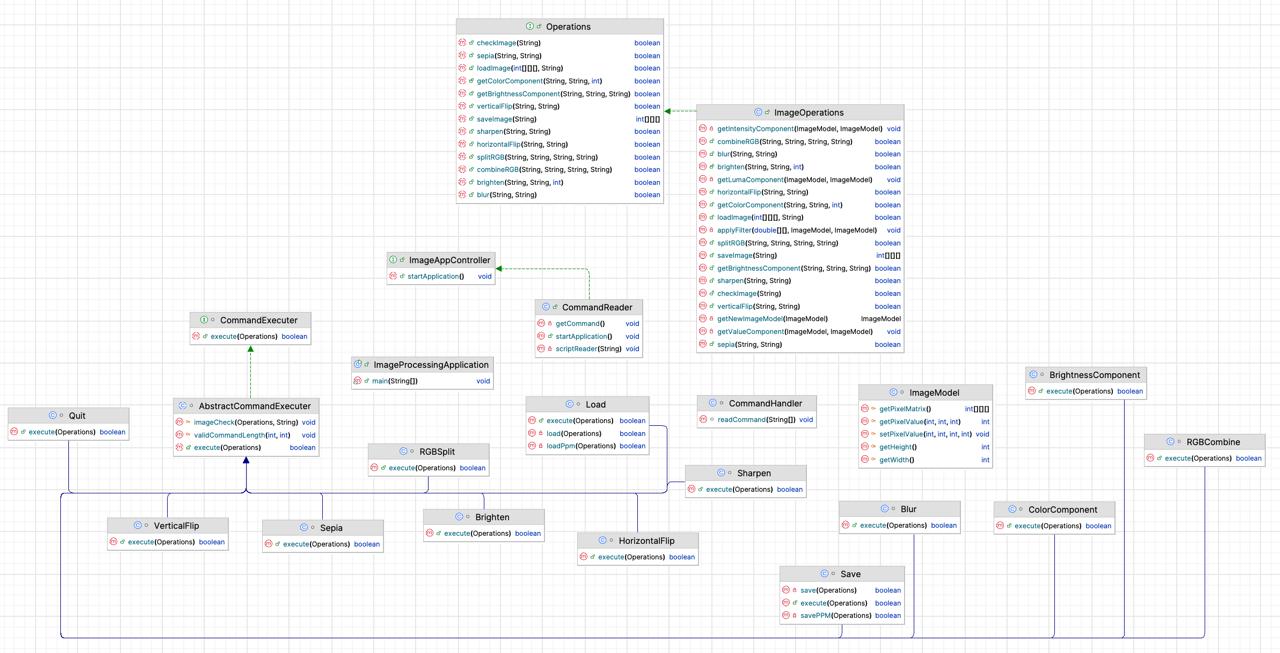 Operations
checkImage(String) boolean
sepia(String, String) boolean
loadImage(int[][][], String) boolean
getColorComponent(String, String, int) boolean
getBrightnessComponent(String, String, String) boolean
verticalFlip(String, String) boolean
saveImage(String) int[][][]
sharpen(String, String) boolean
horizontalFlip(String, String) boolean
splitRGB(String, String, String, String) boolean
combineRGB(String, String, String, String) boolean
brighten(String, String, int) boolean
blur(String, String) boolean
ImageOperations
getIntensityComponent(ImageModel, ImageModel) void
combineRGB(String, String, String, String) boolean
blur(String, String) boolean
brighten(String, String, int) boolean
getLumaComponent(ImageModel, ImageModel) void
horizontalFlip(String, String) boolean
getColorComponent(String, String, int) boolean
loadImage(int[][][], String) boolean
applyFilter(double[][], ImageModel, ImageModel) void
splitRGB(String, String, String, String) boolean
saveImage(String) int[][][]
getBrightnessComponent(String, String, String) boolean
sharpen(String, String) boolean
checkImage(String) boolean
verticalFlip(String, String) boolean
getNewImageModel(ImageModel) ImageModel
getValueComponent(ImageModel, ImageModel) void
sepia(String, String) boolean
ImageAppController
startApplication() void
CommandReader
getCommand() void
startApplication() void
scriptReader(String) void
CommandExecuter
execute(Operations) boolean
ImageProcessingApplication
main(String[]) void
BrightnessComponent
execute(Operations) boolean
ImageModel
getPixelMatrix() int[][][]
getPixelValue(int, int, int) int
setPixelValue(int, int, int, int) void
getHeight() int
getWidth() int
Quit
execute(Operations) boolean
AbstractCommandExecuter
imageCheck(Operations, String) void
validCommandLength(int, int) void
execute(Operations) boolean
Load
execute(Operations) boolean
load(Operations) boolean
loadPpm(Operations) boolean
CommandHandler
readCommand(String[]) void
RGBCombine
execute(Operations) boolean
RGBSplit
execute(Operations) boolean
Sharpen
execute(Operations) boolean
Blur
execute(Operations) boolean
ColorComponent
execute(Operations) boolean
VerticalFlip
execute(Operations) boolean
Sepia
execute(Operations) boolean
Brighten
execute(Operations) boolean
HorizontalFlip
execute(Operations) boolean
Save
save(Operations) boolean
execute(Operations) boolean
savePPM(Operations) boolean